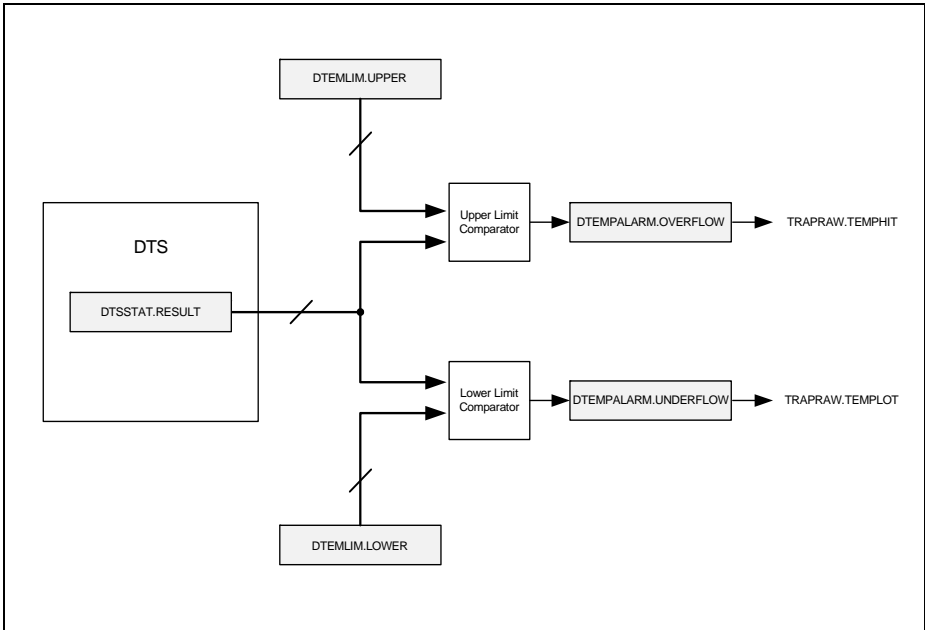 DTEMLIM.UPPER
Upper Limit
Comparator
DTEMPALARM.OVERFLOW
TRAPRAW.TEMPHIT
DTS
DTSSTAT.RESULT
Lower Limit
Comparator
DTEMPALARM.UNDERFLOW
TRAPRAW.TEMPLOT
DTEMLIM.LOWER